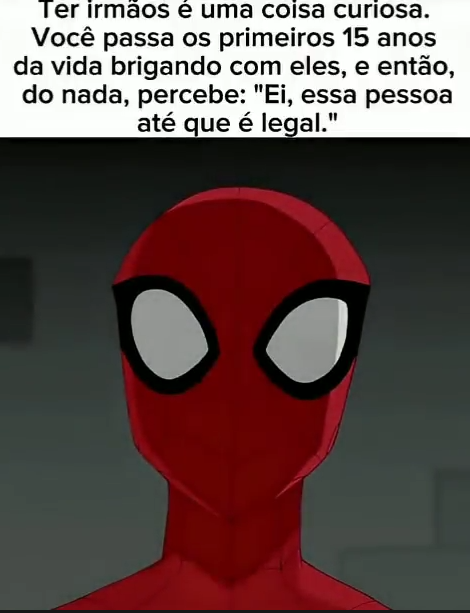 Ter irmãos é uma coisa curiosa.
Você passa os primeiros 15 anos
da vida brigando com eles, e então,
do nada, percebe: "Ei, essa pessoa
até que é legal."